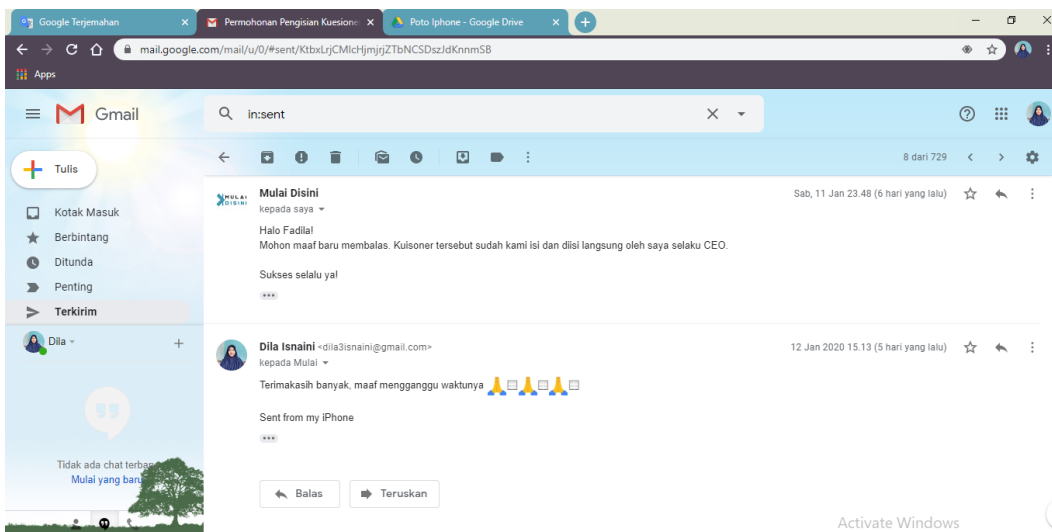 Google Terjemahan
Permohonan Pengisian Kuesione
Poto Iphone - Google Drive
mail.google.com/mail/u/0/#sent/KtbxLrjCMlcHjmjrjZTbNCSDszJdKnnmSB
Apps
Gmail
in:sent
Tulis
8 dari 729
Kotak Masuk
Berbintang
Ditunda
Penting
Terkirim
Dila
MULAI DISINI
Mulai Disini
Sab, 11 Jan 23.48 (6 hari yang lalu)
kepada saya
Halo Fadila!
Mohon maaf baru membalas. Kuisoner tersebut sudah kami isi dan diisi langsung oleh saya selaku CEO.
Sukses selalu ya!
Dila Isnaini <dila3isnaini@gmail.com>
12 Jan 2020 15.13 (5 hari yang lalu)
kepada Mulai
Terimakasih banyak, maaf mengganggu waktunya 🙏🙏🙏
Sent from my iPhone
Tidak ada chat
Mulai yang baru
Balas
Teruskan
Activate Windows